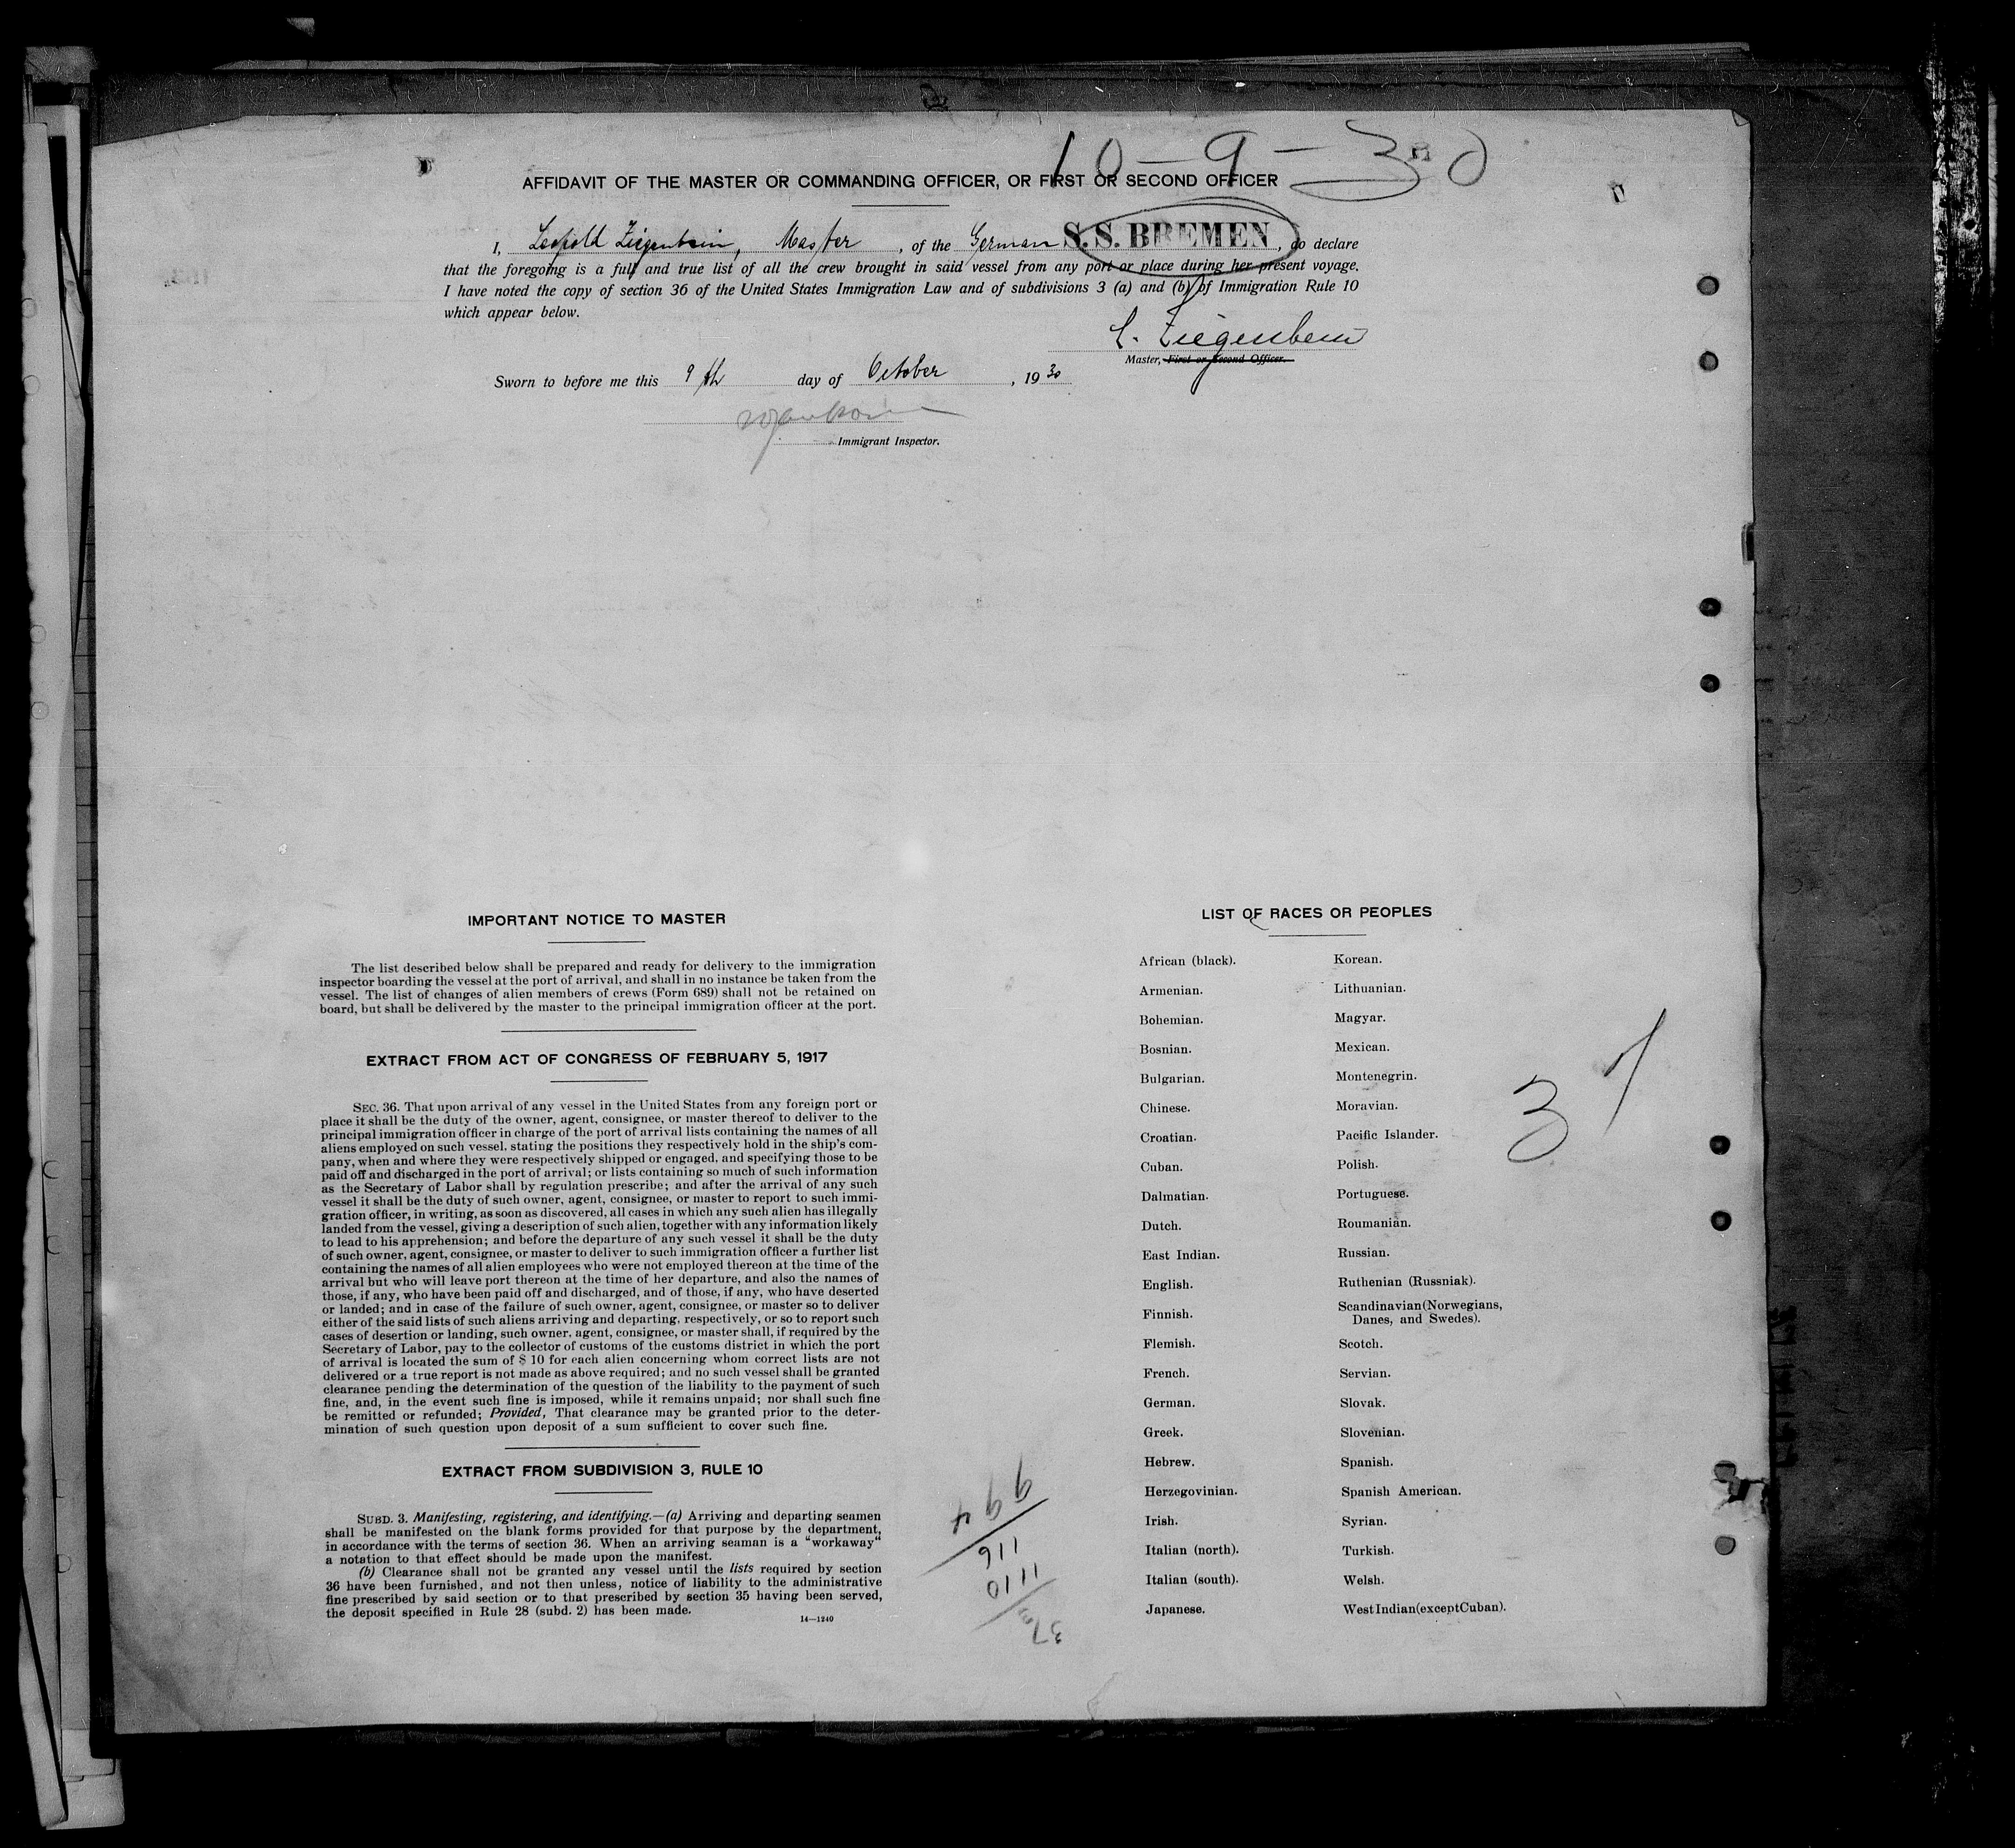 10-9-30
AFFIDAVIT OF THE MASTER OR COMMANDING OFFICER, OR FIRST OR SECOND OFFICER
I, Leopold Ziegenbein, Master, of the German S.S. BREMEN, do declare
that the foregoing is a full and true list of all the crew brought in said vessel from any port or place during her present voyage.
I have noted the copy of section 36 of the United States Immigration Law and of subdivisions 3 (a) and (b) of Immigration Rule 10
which appear below.
L. Ziegenbein
Master, First or Second Officer.
Sworn to before me this 9th day of October, 1930
Immigrant Inspector.
IMPORTANT NOTICE TO MASTER
The list described below shall be prepared and ready for delivery to the immigration
inspector boarding the vessel at the port of arrival, and shall in no instance be taken from the
vessel. The list of changes of alien members of crews (Form 689) shall not be retained on
board, but shall be delivered by the master to the principal immigration officer at the port.
EXTRACT FROM ACT OF CONGRESS OF FEBRUARY 5, 1917
SEC. 36. That upon arrival of any vessel in the United States from any foreign port or
place it shall be the duty of the owner, agent, consignee, or master thereof to deliver to the
principal immigration officer in charge of the port of arrival lists containing the names of all
aliens employed on such vessel, stating the positions they respectively hold in the ship's com-
pany, when and where they were respectively shipped or engaged, and specifying those to be
paid off and discharged in the port of arrival; or lists containing so much of such information
as the Secretary of Labor shall by regulation prescribe; and after the arrival of any such
vessel it shall be the duty of such owner, agent, consignee, or master to report to such immi-
gration officer, in writing, as soon as discovered, all cases in which any such alien has illegally
landed from the vessel, giving a description of such alien, together with any information likely
to lead to his apprehension; and before the departure of any such vessel it shall be the duty
of such owner, agent, consignee, or master to deliver to such immigration officer a further list
containing the names of all alien employees who were not employed thereon at the time of the
arrival but who will leave port thereon at the time of her departure, and also the names of
those, if any, who have been paid off and discharged, and of those, if any, who have deserted
or landed; and in case of the failure of such owner, agent, consignee, or master so to deliver
either of the said lists of such aliens arriving and departing, respectively, or so to report such
cases of desertion or landing, such owner, agent, consignee, or master shall, if required by the
Secretary of Labor, pay to the collector of customs of the customs district in which the port
of arrival is located the sum of $ 10 for each alien concerning whom correct lists are not
delivered or a true report is not made as above required; and no such vessel shall be granted
clearance pending the determination of the question of the liability to the payment of such
fine, and, in the event such fine is imposed, while it remains unpaid; nor shall such fine
be remitted or refunded; Provided, That clearance may be granted prior to the deter-
mination of such question upon deposit of a sum sufficient to cover such fine.
EXTRACT FROM SUBDIVISION 3, RULE 10
SUBD. 3. Manifesting, registering, and identifying.—(a) Arriving and departing seamen
shall be manifested on the blank forms provided for that purpose by the department,
in accordance with the terms of section 36. When an arriving seaman is a "workaway"
a notation to that effect should be made upon the manifest.
(b) Clearance shall not be granted any vessel until the lists required by section
36 have been furnished, and not then unless, notice of liability to the administrative
fine prescribed by said section or to that prescribed by section 35 having been served,
the deposit specified in Rule 28 (subd. 2) has been made.
14—1240
994
116
1110
37
LIST OF RACES OR PEOPLES
African (black). Korean.
Armenian. Lithuanian.
Bohemian. Magyar.
Bosnian. Mexican.
Bulgarian. Montenegrin.
Chinese. Moravian.
Croatian. Pacific Islander.
Cuban. Polish.
Dalmatian. Portuguese.
Dutch. Roumanian.
East Indian. Russian.
English. Ruthenian (Russniak).
Finnish. Scandinavian (Norwegians,
Danes, and Swedes).
Flemish. Scotch.
French. Servian.
German. Slovak.
Greek. Slovenian.
Hebrew. Spanish.
Herzegovinian. Spanish American.
Irish. Syrian.
Italian (north). Turkish.
Italian (south). Welsh.
Japanese. West Indian (except Cuban).
37